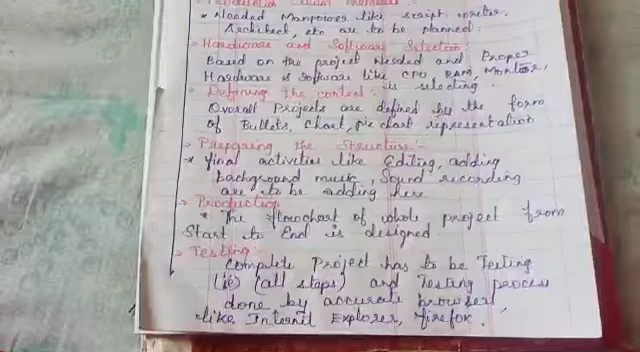 Production Team
* Needed Manpower like script writer,
Architect, etc are to be planned.
> Hardware and Software Selection:
Based on the project Needed and Proper
Hardware & Software like CPU, RAM, Monitor,
is selecting.
> Defining the content:
Overall Projects are defined by the form
of Bullets, Chart, pie chart representation
> Preparing the Structure:-
* Final activities like Editing, adding
background music, Sound recording
are to be adding here
> Production
* The flowchart of whole project from
Start to End is designed
> Testing:-
Complete Project has to be Testing
(ie) (all steps) and Testing process
done by accurate browser
like Internet Explorer, firefox.